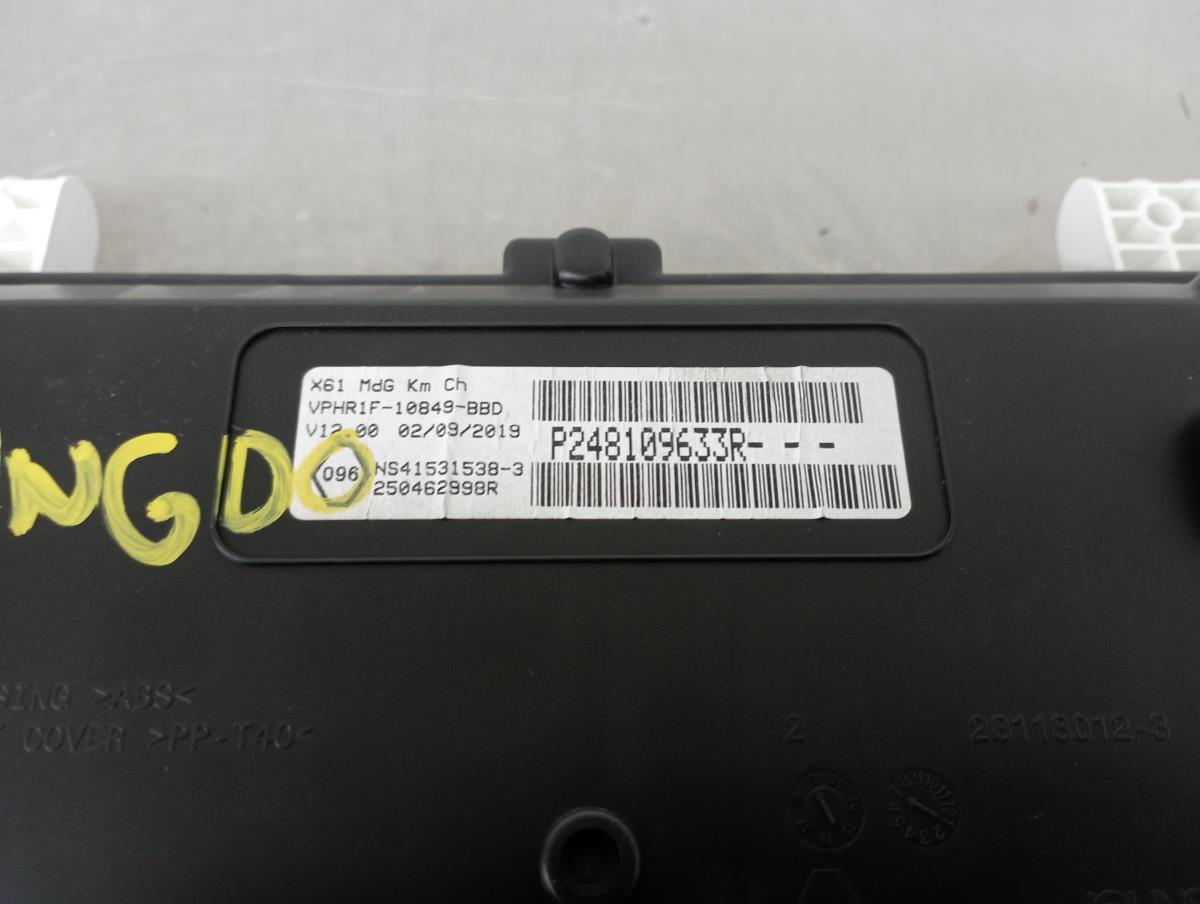 X61 MdG Km Ch
VPHR1F-10849-BBD
V12.00 02/09/2019
P248109633R- - -
096
NS41531538-3
250462998R
NGDO
>ABS<
COVER >PP-T40<
2
28118012-3